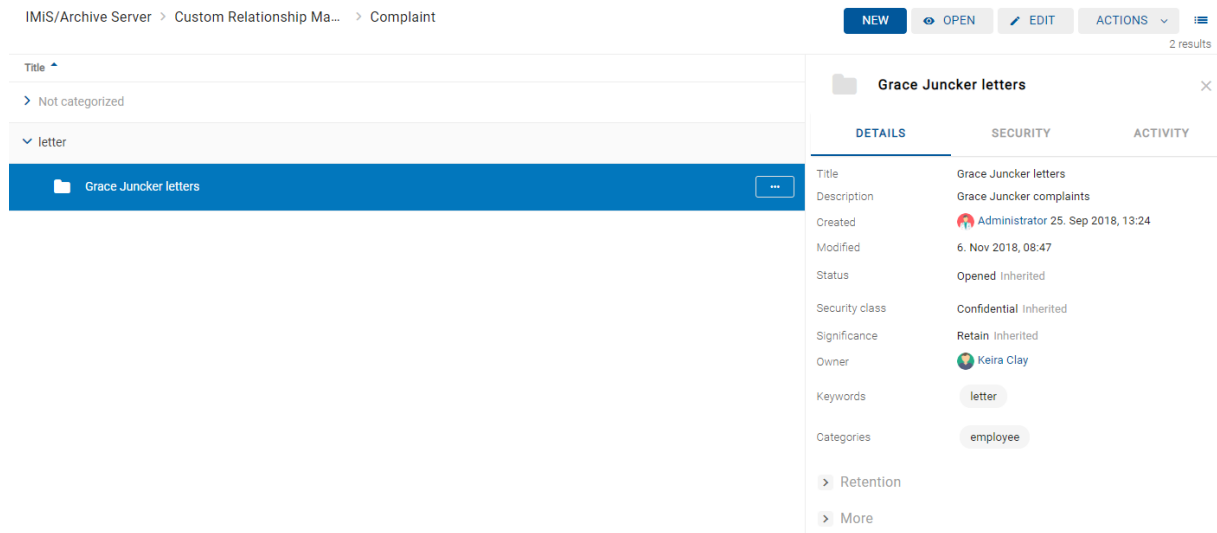 IMiS/Archive Server > Custom Relationship Ma... > Complaint
NEW OPEN EDIT ACTIONS
2 results
Title
Not categorized
letter
Grace Juncker letters ...
Grace Juncker letters
DETAILS SECURITY ACTIVITY
Title Grace Juncker letters
Description Grace Juncker complaints
Created Administrator 25. Sep 2018, 13:24
Modified 6. Nov 2018, 08:47
Status Opened Inherited
Security class Confidential Inherited
Significance Retain Inherited
Owner Keira Clay
Keywords letter
Categories employee
> Retention
> More